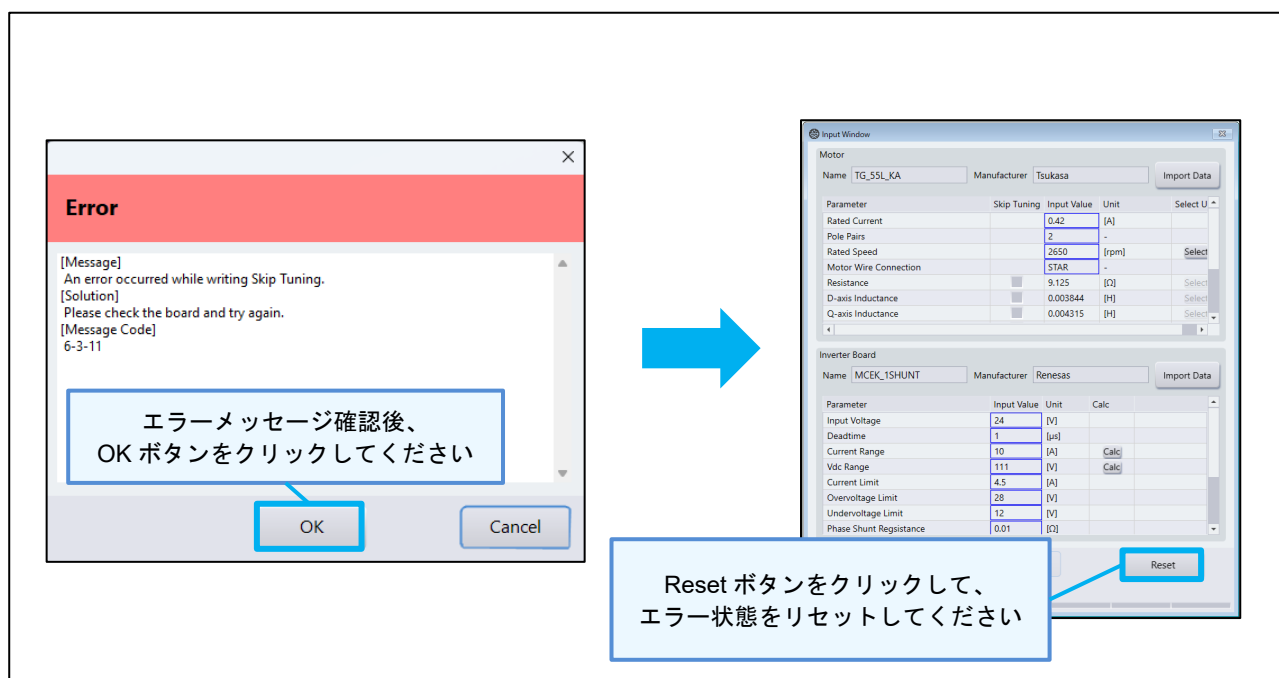 Error
[Message]
An error occurred while writing Skip Tuning.
[Solution]
Please check the board and try again.
[Message Code]
6-3-11
エラーメッセージ確認後、
OK ボタンをクリックしてください
OK Cancel
Input Window
Motor
Name TG_55L_KA Manufacturer Tsukasa Import Data
Parameter Skip Tuning Input Value Unit Select U
Rated Current 0.42 [A]
Pole Pairs 2 -
Rated Speed 2650 [rpm] Select
Motor Wire Connection STAR -
Resistance 9.125 [Ω] Select
D-axis Inductance 0.003844 [H] Select
Q-axis Inductance 0.004315 [H] Select
Inverter Board
Name MCEK_1SHUNT Manufacturer Renesas Import Data
Parameter Input Value Unit Calc
Input Voltage 24 [V]
Deadtime 1 [µs]
Current Range 10 [A] Calc
Vdc Range 111 [V] Calc
Current Limit 4.5 [A]
Overvoltage Limit 28 [V]
Undervoltage Limit 12 [V]
Phase Shunt Regsistance 0.01 [Ω]
Reset
Reset ボタンをクリックして、
エラー状態をリセットしてください